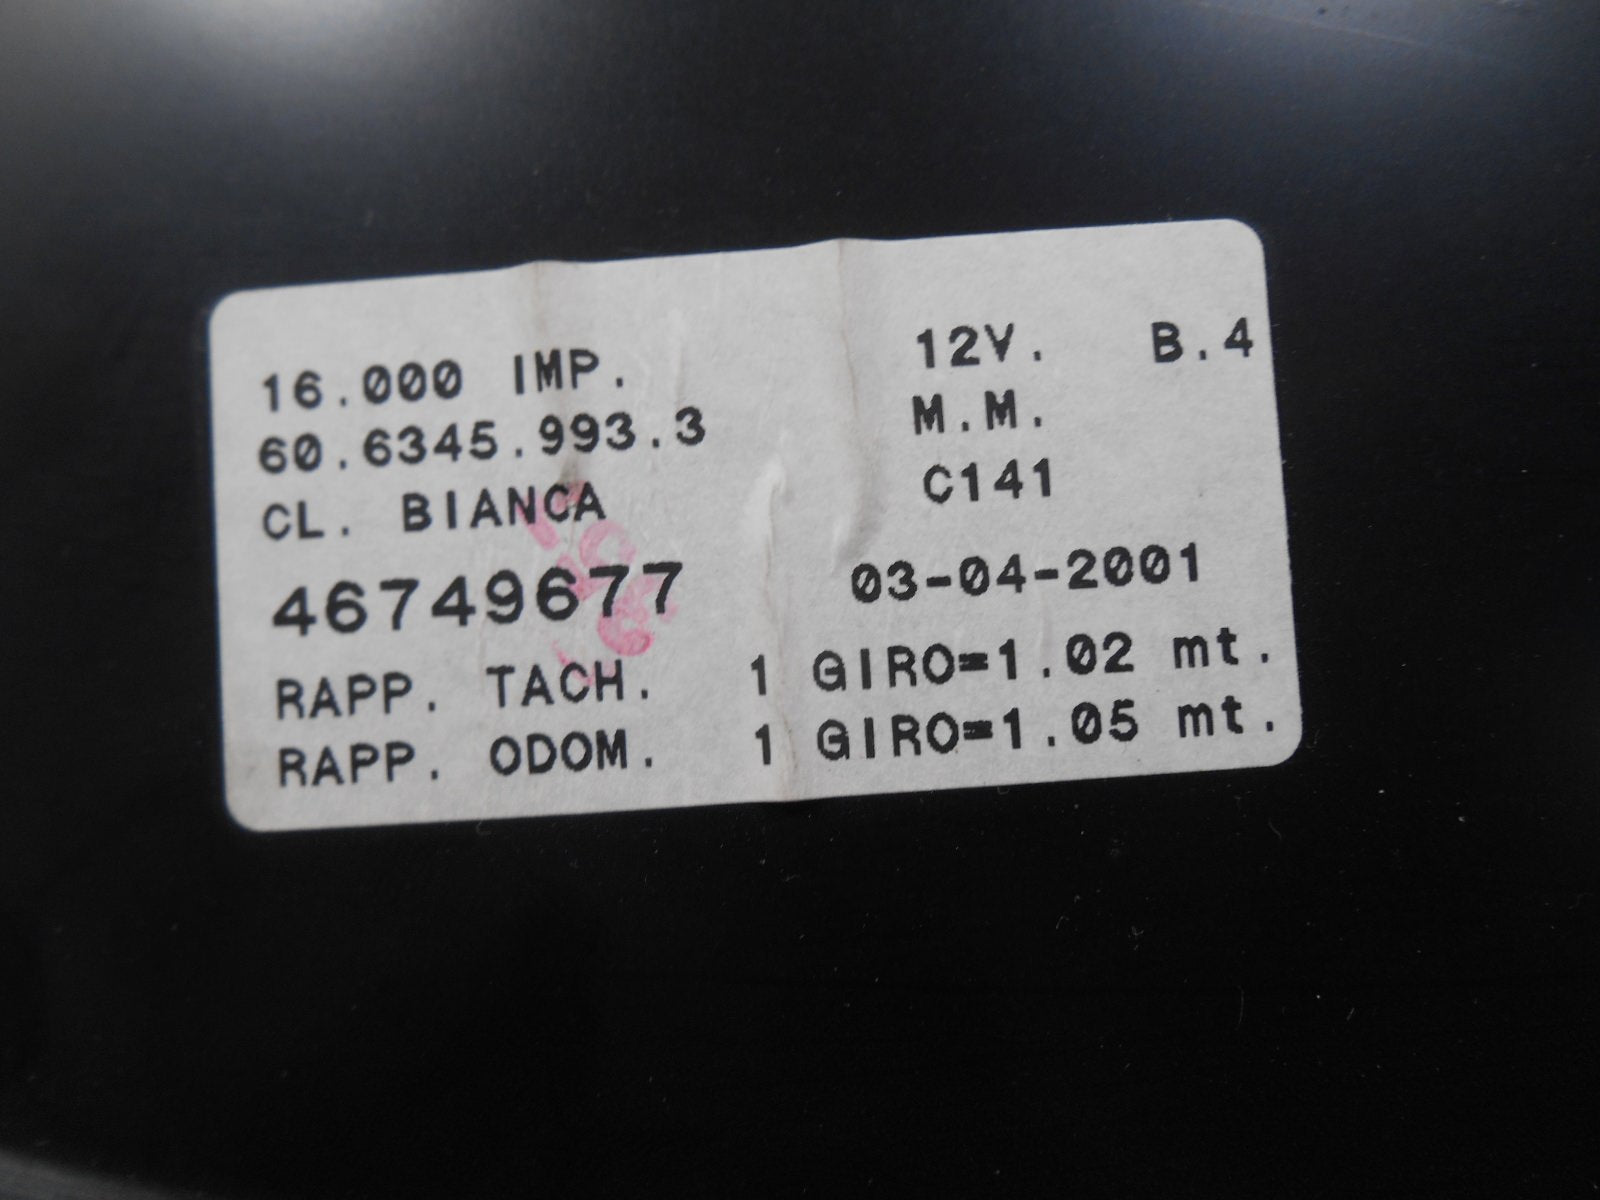 16.000 IMP. 12V. B.4
60.6345.993.3 M.M.
CL. BIANCA C141
46749677 03-04-2001
RAPP. TACH. 1 GIRO=1.02 mt.
RAPP. ODOM. 1 GIRO=1.05 mt.